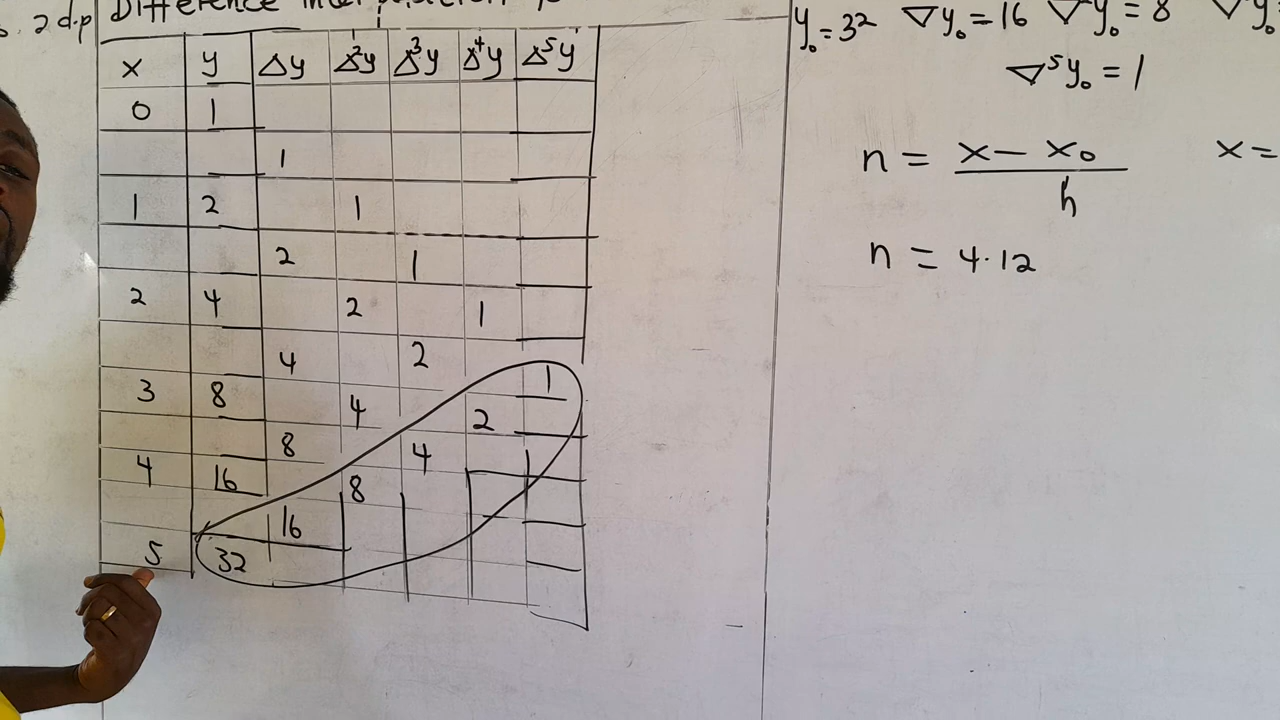 2 d.p
Difference
x y Δy Δ²y Δ³y Δ⁴y Δ⁵y
0 1
1
1 2 1
2 1
2 4 2 1
4 2
3 8 4 2 1
8 4
4 16 8
16
5 32
y₀=32 ∇y₀=16 ∇²y₀=8
∇⁵y₀=1
n = x-x₀/h x=
n = 4.12